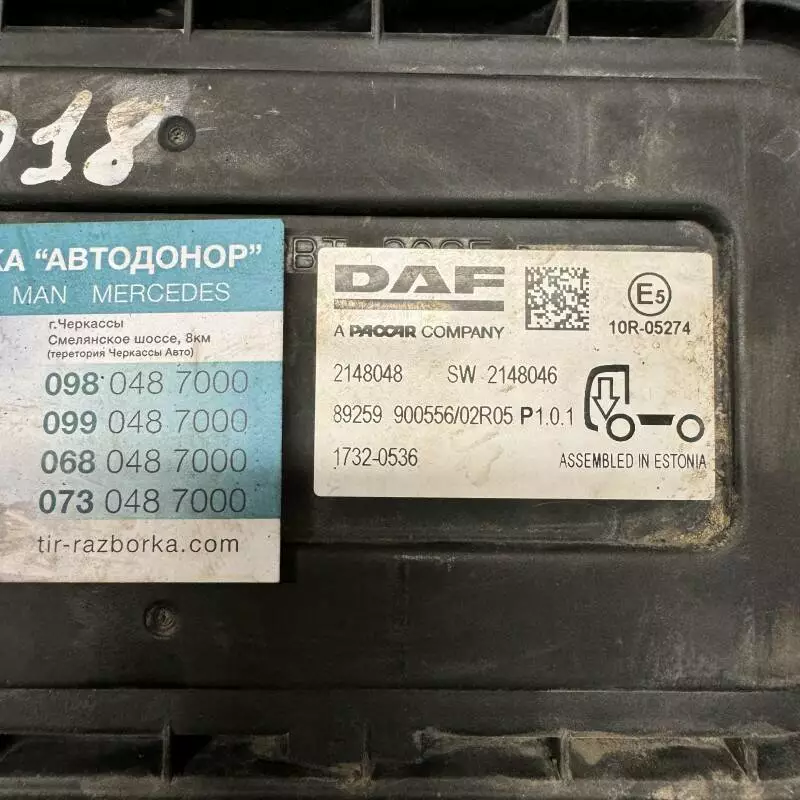 018
КА "АВТОДОНОР"
MAN MERCEDES
г.Черкассы
Смелянское шоссе, 8км
(теретория Черкассы Авто)
098 048 7000
099 048 7000
068 048 7000
073 048 7000
tir-razborka.com
DAF
A PACCAR COMPANY
E5
10R-05274
2148048 SW 2148046
89259 900556/02R05 P1.0.1
1732-0536
ASSEMBLED IN ESTONIA